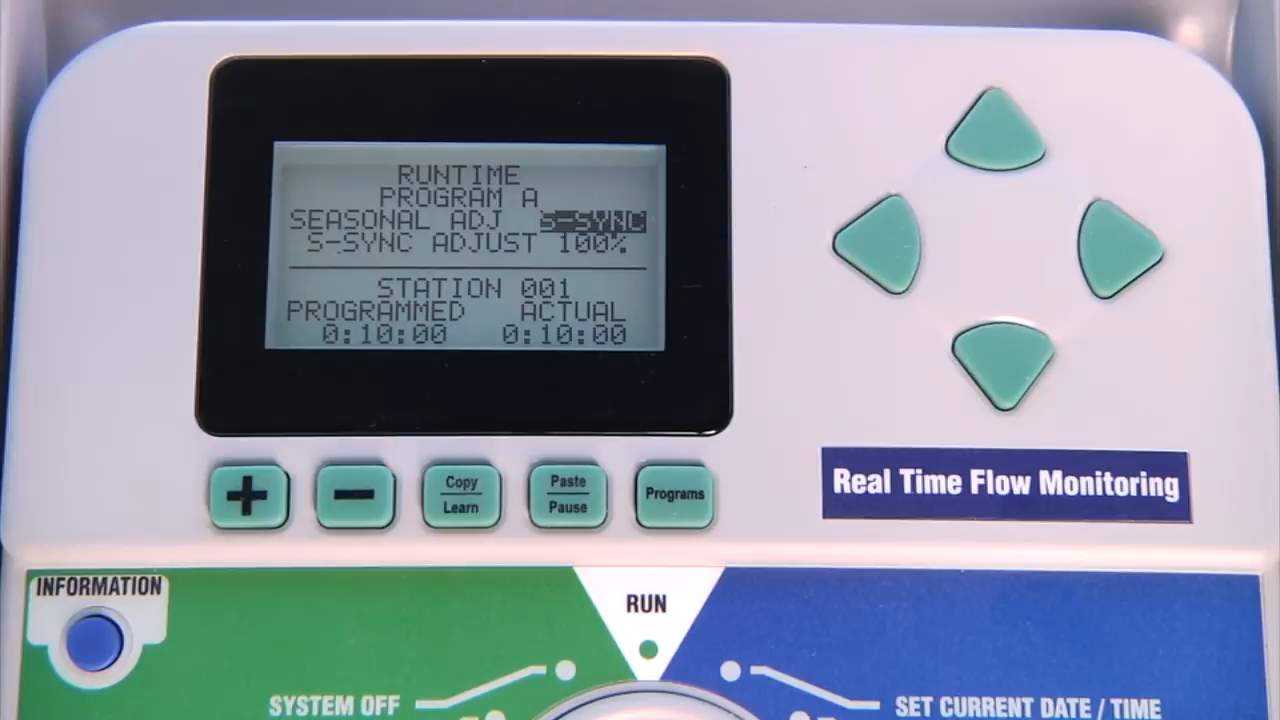 RUNTIME
PROGRAM A
SEASONAL ADJ S-SYNC
S-SYNC ADJUST 100%
STATION 001
PROGRAMMED ACTUAL
0:10:00 0:10:00
+ − Copy Learn Paste Pause Programs
Real Time Flow Monitoring
INFORMATION
RUN
SYSTEM OFF
SET CURRENT DATE / TIME